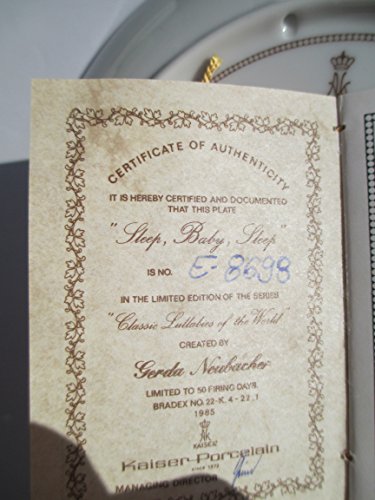 CERTIFICATE OF AUTHENTICITY
IT IS HEREBY CERTIFIED AND DOCUMENTED
THAT THIS PLATE
"Sleep, Baby, Sleep"
IS NO. E-8698
IN THE LIMITED EDITION OF THE SERIES
"Classic Lullabies of the World"
CREATED BY
Gerda Neubacher
LIMITED TO 50 FIRING DAYS.
BRADEX NO. 22-K 4-22.1
1985
KAISER
Kaiser-Porcelain
since 1872
MANAGING DIRECTOR